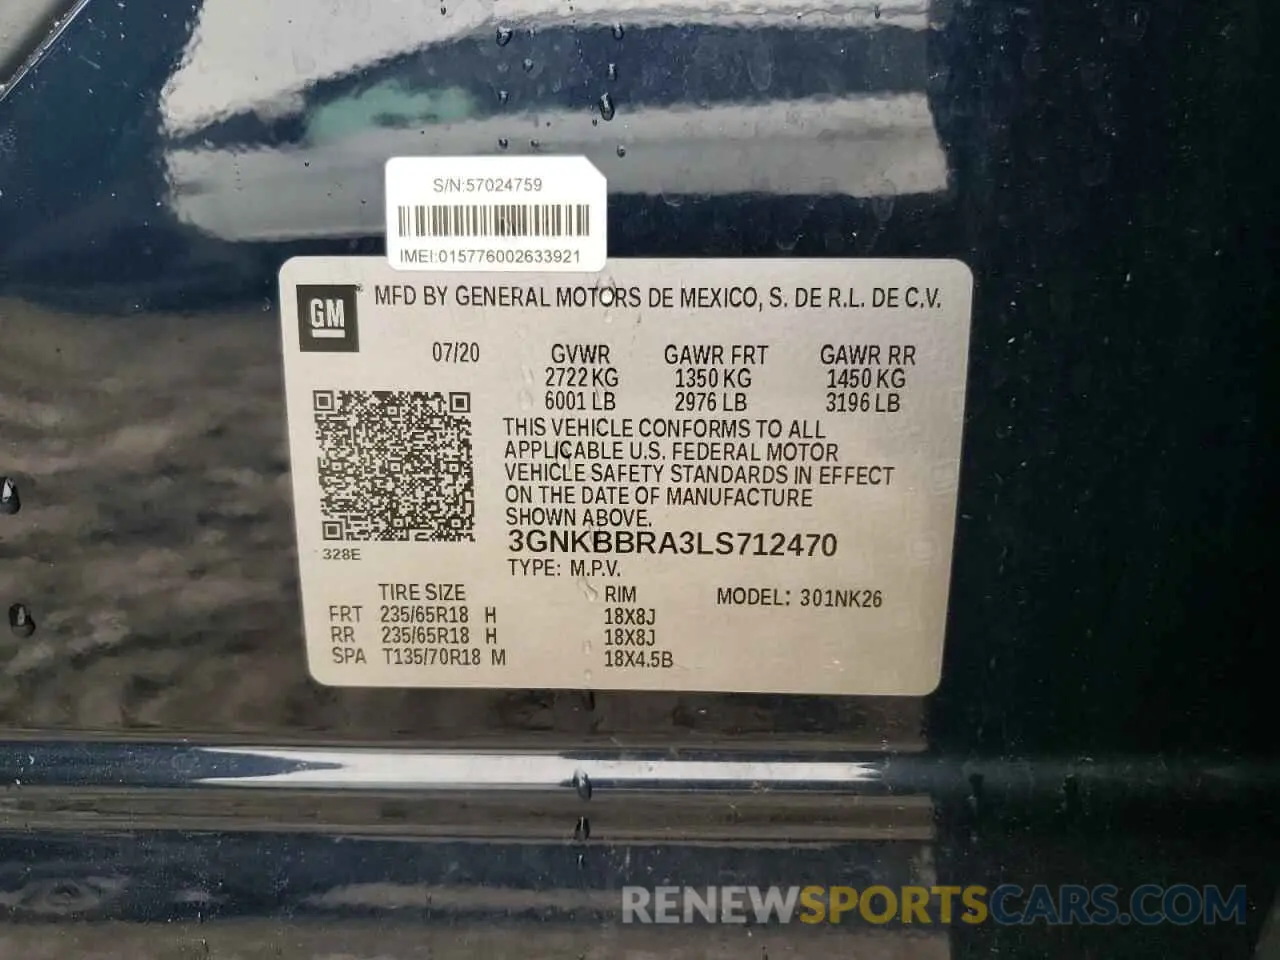 S/N:57024759
IMEI:015776002633921
GM® MFD BY GENERAL MOTORS DE MEXICO, S. DE R.L. DE C.V.
07/20 GVWR GAWR FRT GAWR RR
2722 KG 1350 KG 1450 KG
6001 LB 2976 LB 3196 LB
THIS VEHICLE CONFORMS TO ALL
APPLICABLE U.S. FEDERAL MOTOR
VEHICLE SAFETY STANDARDS IN EFFECT
ON THE DATE OF MANUFACTURE
SHOWN ABOVE.
328E
3GNKBBRA3LS712470
TYPE: M.P.V.
TIRE SIZE RIM MODEL: 301NK26
FRT 235/65R18 H 18X8J
RR 235/65R18 H 18X8J
SPA T135/70R18 M 18X4.5B
RENEWSPORTSCARS.COM